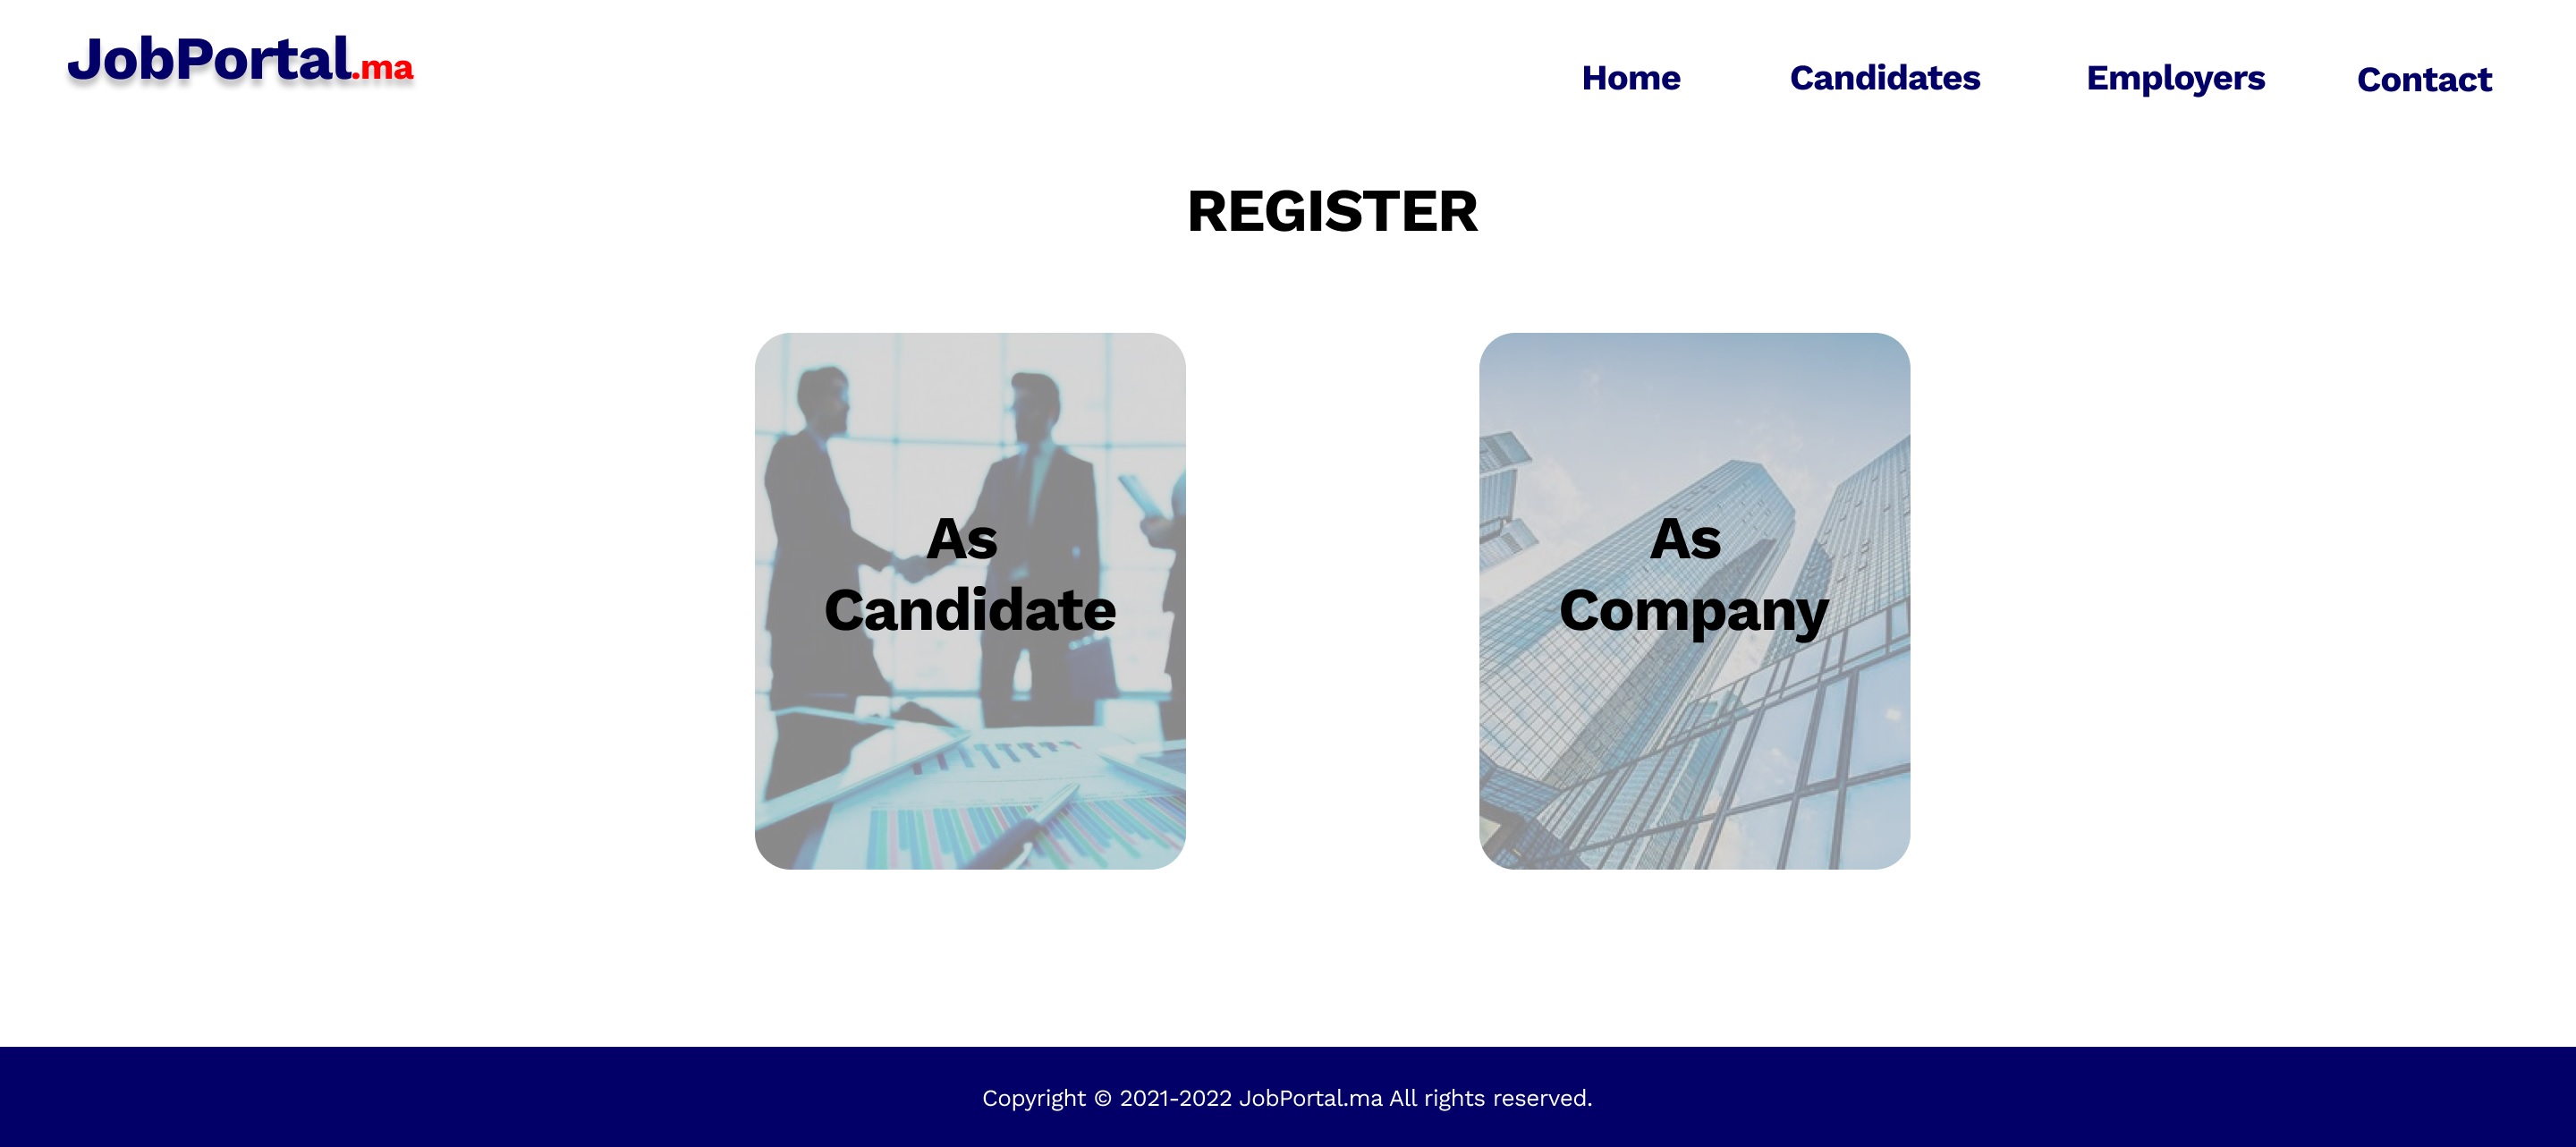 JobPortal.ma
Home Candidates Employers Contact
REGISTER
As
Candidate
As
Company
Copyright © 2021-2022 JobPortal.ma All rights reserved.